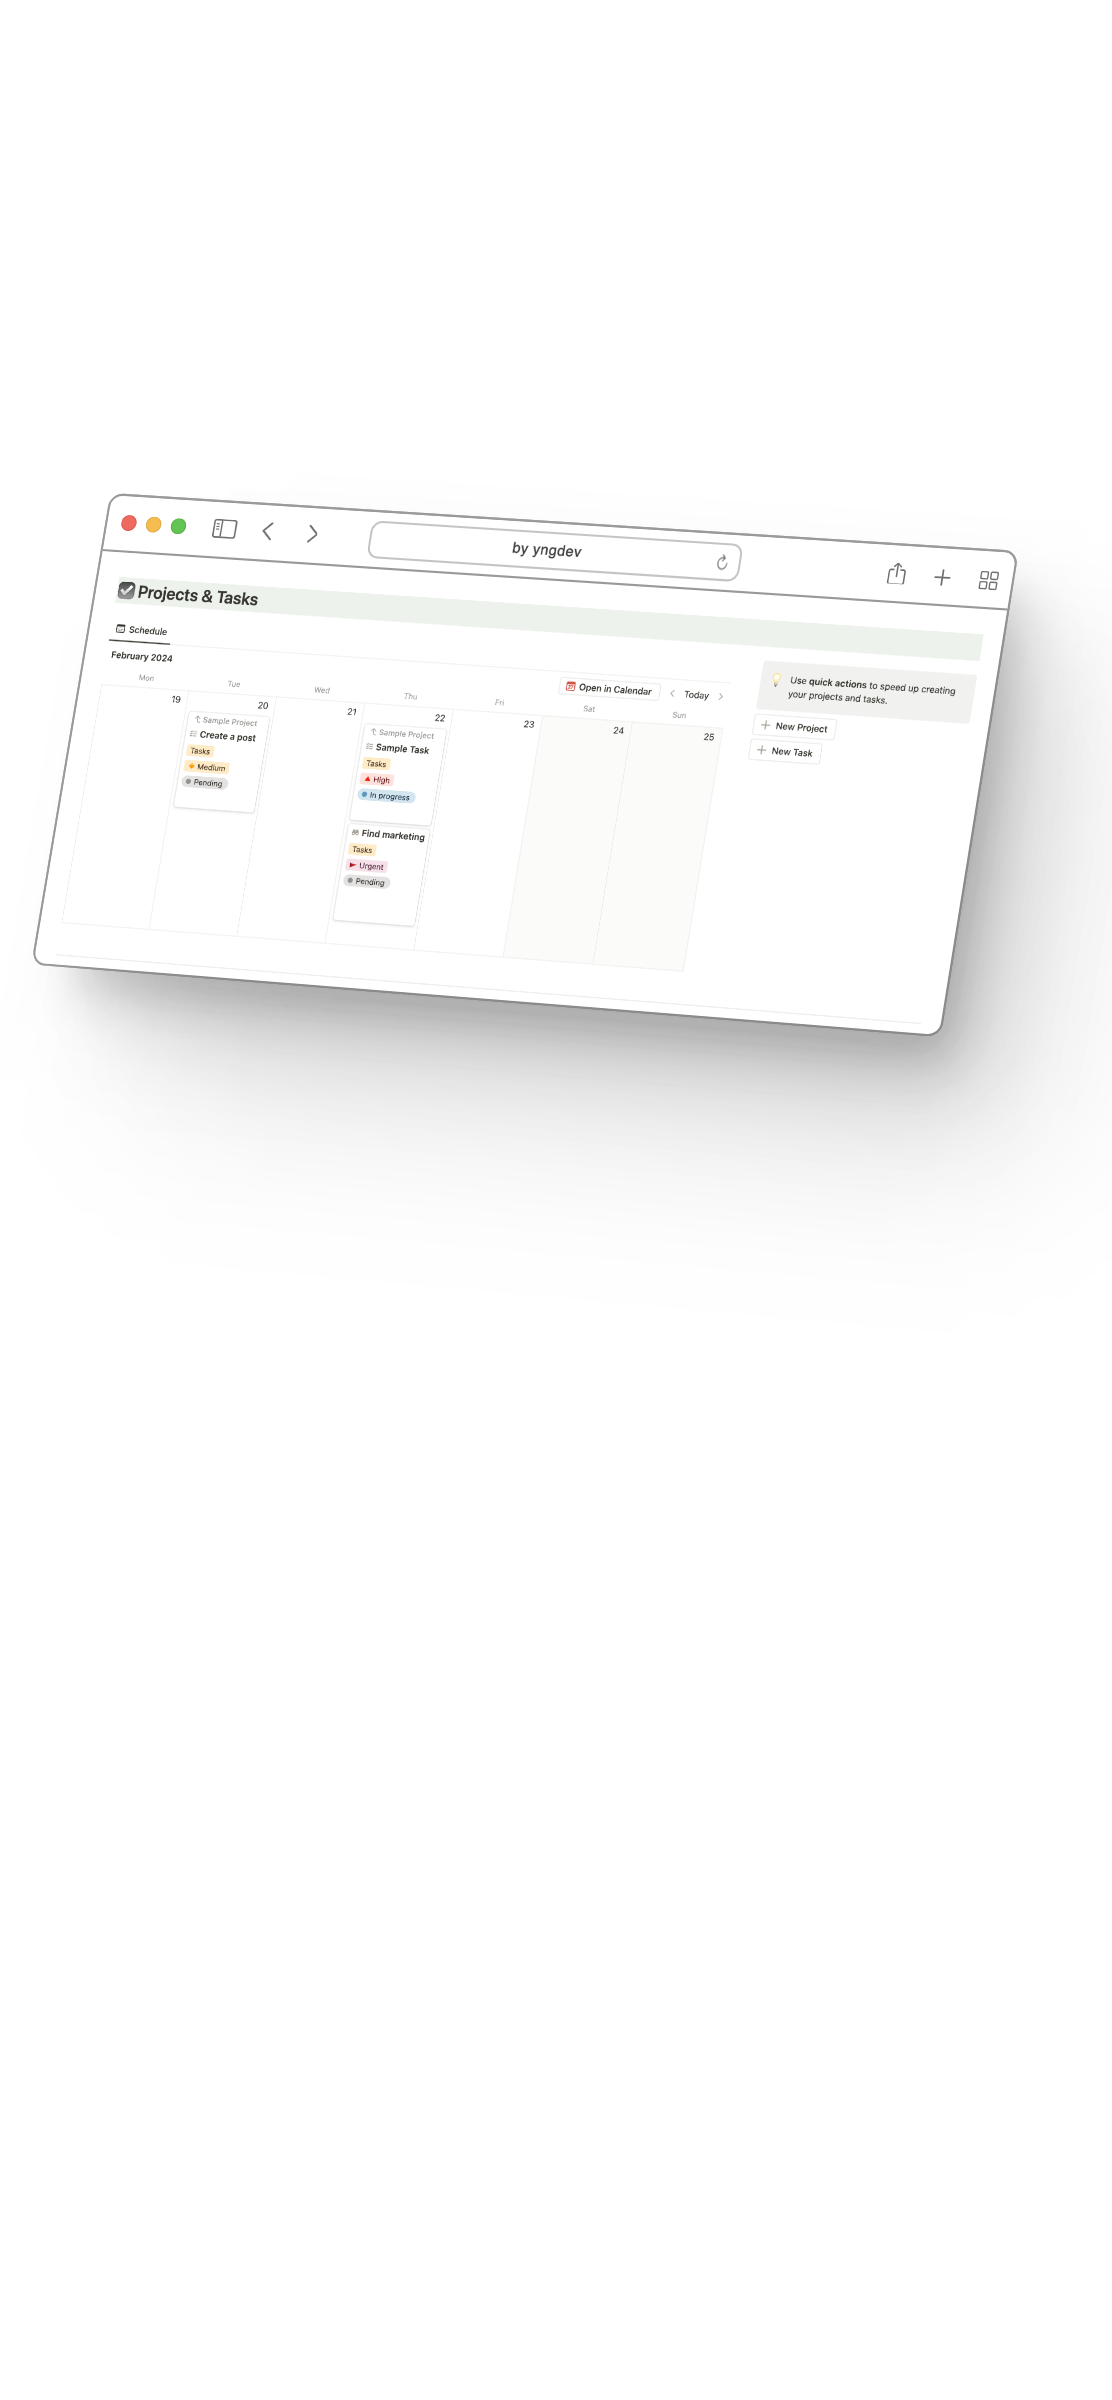 by yngdev
Projects & Tasks
Schedule
February 2024
Open in Calendar
Today
Mon Tue Wed Thu Fri Sat Sun
19 20 21 22 23 24 25
Sample Project
Create a post
Tasks
Medium
Pending
Sample Project
Sample Task
Tasks
High
In progress
Find marketing
Tasks
Urgent
Pending
Use quick actions to speed up creating
your projects and tasks.
New Project
New Task